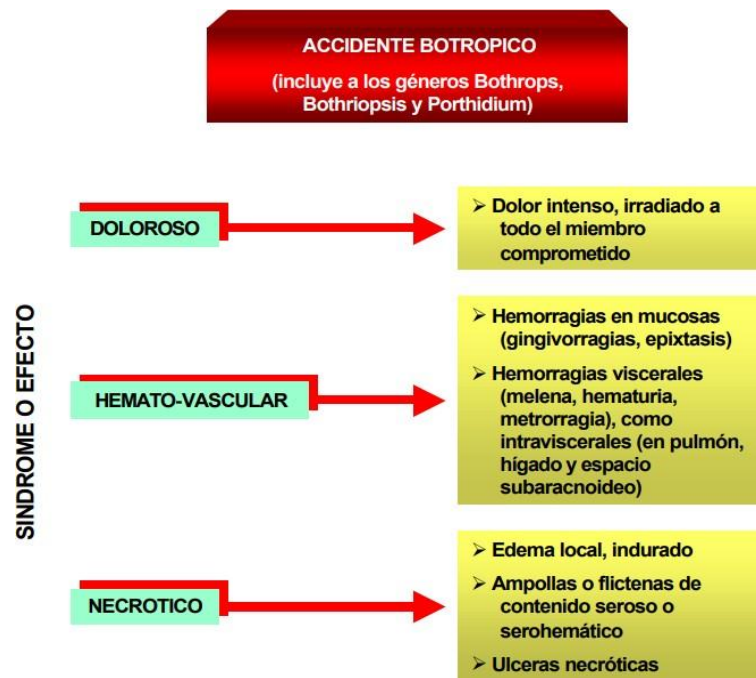 ACCIDENTE BOTROPICO
(incluye a los géneros Bothrops,
Bothriopsis y Porthidium)
SINDROME O EFECTO
DOLOROSO
➢ Dolor intenso, irradiado a
todo el miembro
comprometido
HEMATO-VASCULAR
➢ Hemorragias en mucosas
(gingivorragias, epixtasis)
➢ Hemorragias viscerales
(melena, hematuria,
metrorragia), como
intraviscerales (en pulmón,
hígado y espacio
subaracnoideo)
NECROTICO
➢ Edema local, indurado
➢ Ampollas o flictenas de
contenido seroso o
serohemático
➢ Ulceras necróticas